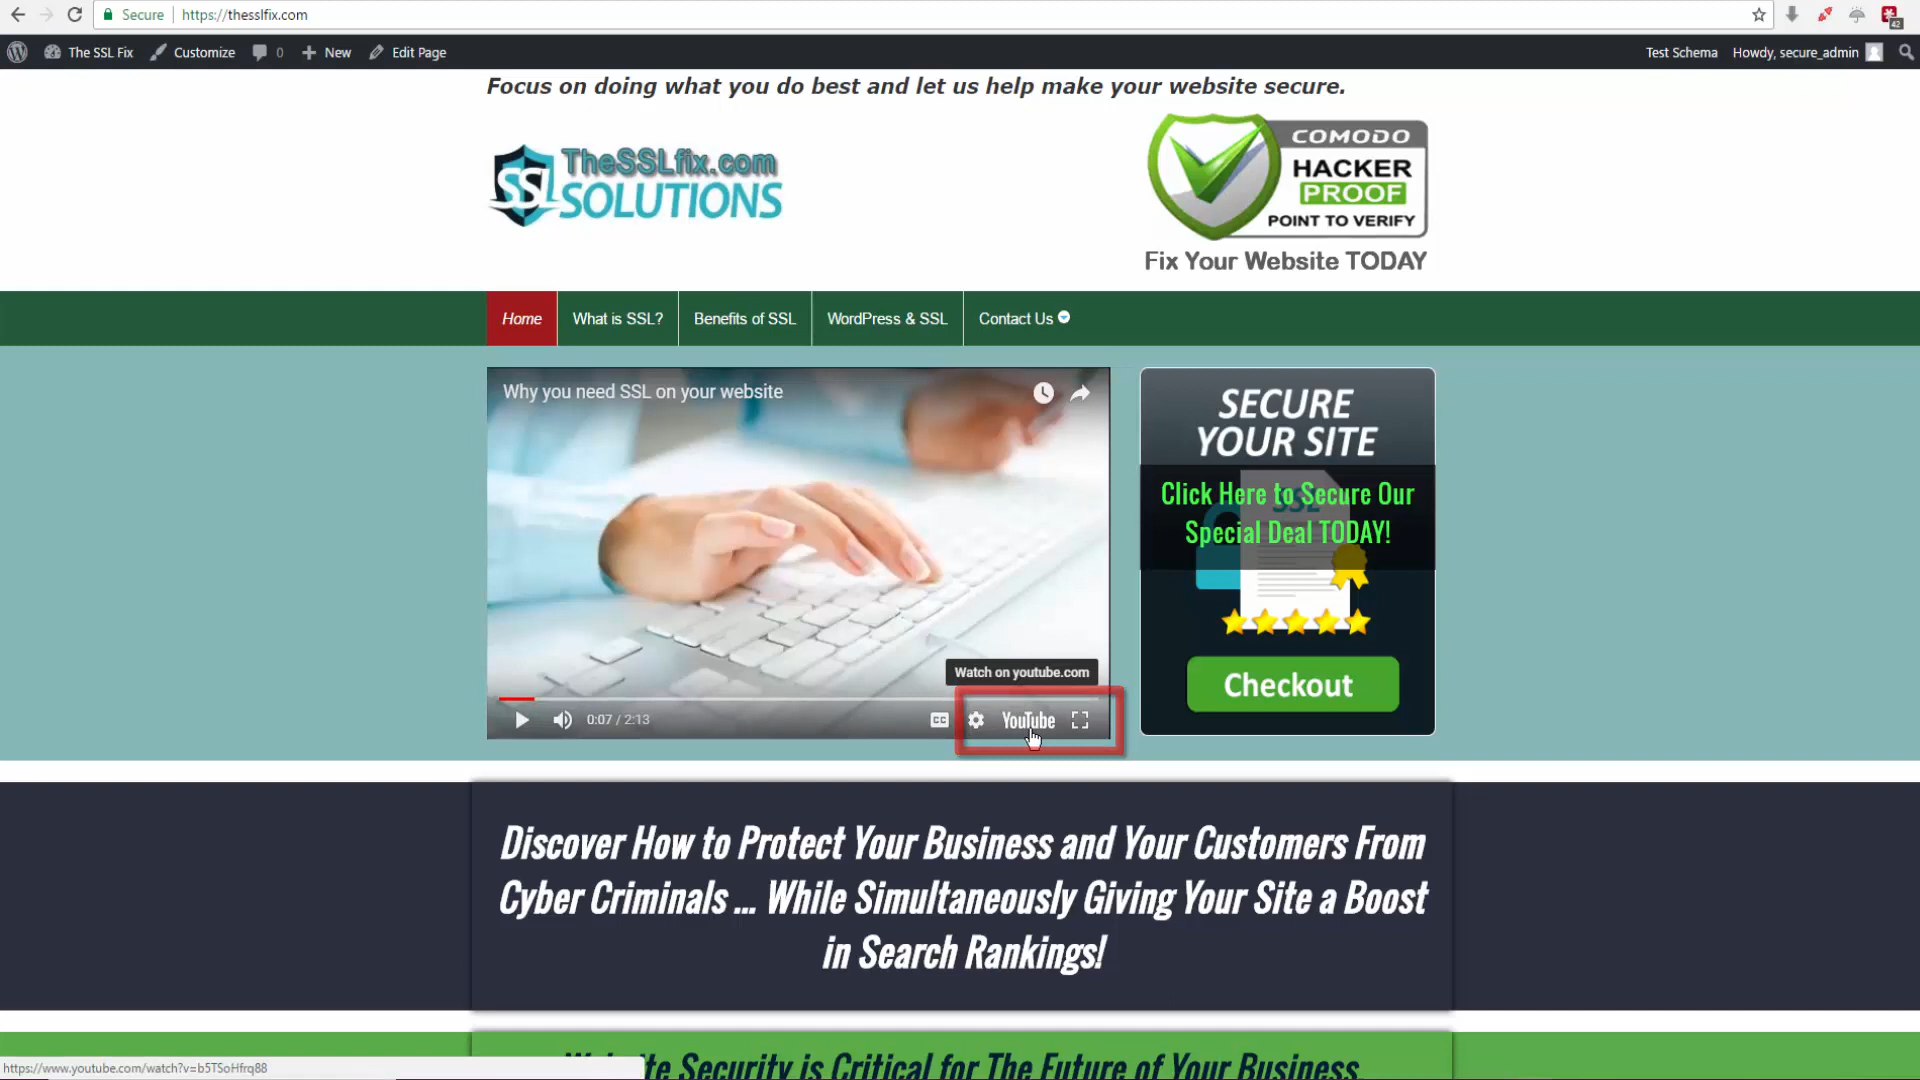 Secure
https://thesslfix.com
42
The SSL Fix
Customize
0
New
Edit Page
Test Schema
Howdy, secure_admin
Focus on doing what you do best and let us help make your website secure.
SSL
TheSSLfix.com
SOLUTIONS
COMODO
HACKER
PROOF
POINT TO VERIFY
Fix Your Website TODAY
Home
What is SSL?
Benefits of SSL
WordPress & SSL
Contact Us
Why you need SSL on your website
SECURE
YOUR SITE
SSL
Click Here to Secure Our
Special Deal TODAY!
Checkout
Watch on youtube.com
0:07 / 2:13
CC
YouTube
Discover How to Protect Your Business and Your Customers From
Cyber Criminals ... While Simultaneously Giving Your Site a Boost
in Search Rankings!
Security is Critical for The Future of Your Business
https://www.youtube.com/watch?v=b5TSoHfrq88